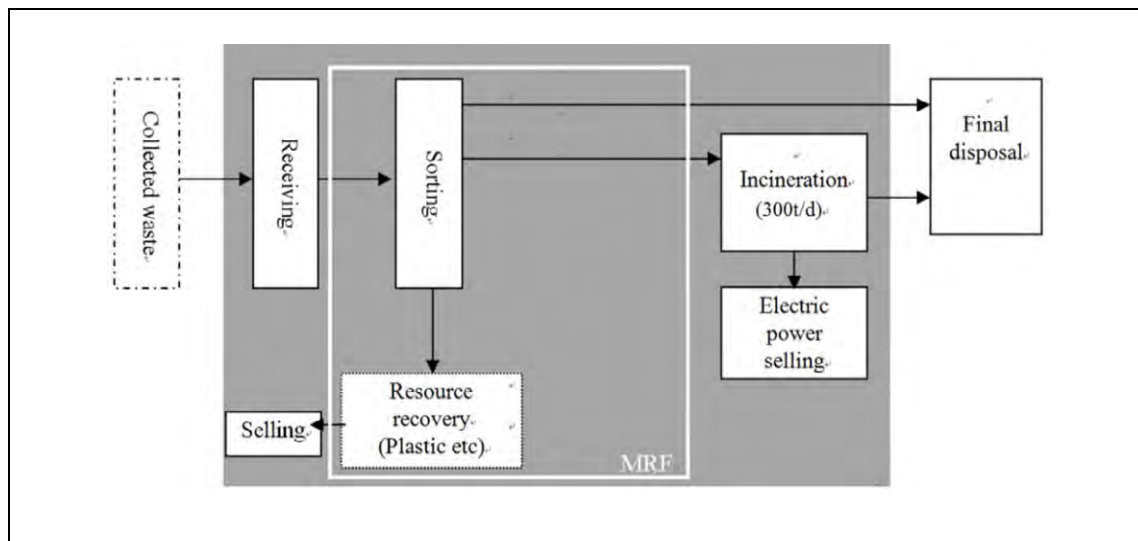 Collected waste
Receiving
Sorting
Incineration
(300t/d)
Final
disposal
Electric
power
selling
Resource
recovery
(Plastic etc)
Selling
MRF